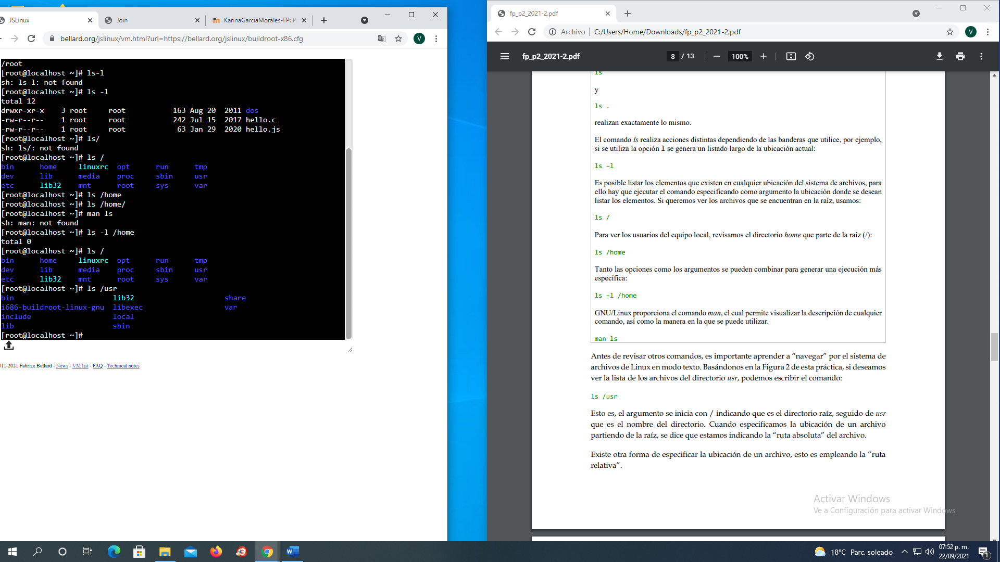 JSLinux
Join
KarinaGarciaMorales-FP: P
bellard.org/jslinux/vm.html?url=https://bellard.org/jslinux/buildroot-x86.cfg
V
/root
[root@localhost ~]# ls-l
sh: ls-l: not found
[root@localhost ~]# ls -l
total 12
drwxr-xr-x    3 root     root           163 Aug 20  2011 dos
-rw-r--r--    1 root     root           242 Jul 15  2017 hello.c
-rw-r--r--    1 root     root            63 Jan 29  2020 hello.js
[root@localhost ~]# ls/
sh: ls/: not found
[root@localhost ~]# ls /
bin      home     linuxrc  opt      run      tmp
dev      lib      media    proc     sbin     usr
etc      lib32    mnt      root     sys      var
[root@localhost ~]# ls /home
[root@localhost ~]# ls /home/
[root@localhost ~]# man ls
sh: man: not found
[root@localhost ~]# ls -l /home
total 0
[root@localhost ~]# ls /
bin      home     linuxrc  opt      run      tmp
dev      lib      media    proc     sbin     usr
etc      lib32    mnt      root     sys      var
[root@localhost ~]# ls /usr
bin                       lib32                     share
i686-buildroot-linux-gnu  libexec                   var
include                   local
lib                       sbin
[root@localhost ~]#
011-2021 Fabrice Bellard - News - VM list - FAQ - Technical notes
fp_p2_2021-2.pdf
Archivo | C:/Users/Home/Downloads/fp_p2_2021-2.pdf
V
fp_p2_2021-2.pdf
8 / 13
100%
ls
y
ls .
realizan exactamente lo mismo.
El comando ls realiza acciones distintas dependiendo de las banderas que utilice, por ejemplo,
si se utiliza la opción l se genera un listado largo de la ubicación actual:
ls –l
Es posible listar los elementos que existen en cualquier ubicación del sistema de archivos, para
ello hay que ejecutar el comando especificando como argumento la ubicación donde se desean
listar los elementos. Si queremos ver los archivos que se encuentran en la raíz, usamos:
ls /
Para ver los usuarios del equipo local, revisamos el directorio home que parte de la raíz (/):
ls /home
Tanto las opciones como los argumentos se pueden combinar para generar una ejecución más
específica:
ls –l /home
GNU/Linux proporciona el comando man, el cual permite visualizar la descripción de cualquier
comando, así como la manera en la que se puede utilizar.
man ls
Antes de revisar otros comandos, es importante aprender a “navegar” por el sistema de
archivos de Linux en modo texto. Basándonos en la Figura 2 de esta práctica, si deseamos
ver la lista de los archivos del directorio usr, podemos escribir el comando:
ls /usr
Esto es, el argumento se inicia con / indicando que es el directorio raíz, seguido de usr
que es el nombre del directorio. Cuando especificamos la ubicación de un archivo
partiendo de la raíz, se dice que estamos indicando la “ruta absoluta” del archivo.
Existe otra forma de especificar la ubicación de un archivo, esto es empleando la “ruta
relativa”.
Activar Windows
Ve a Configuración para activar Windows.
18°C Parc. soleado
07:52 p. m.
22/09/2021
1